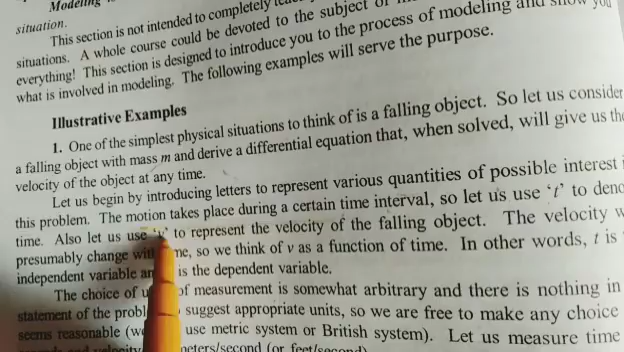 Modeling
situation.
This section is not intended to completely
situations. A whole course could be devoted to the subject
everything! This section is designed to introduce you to the process of modeling and show you
what is involved in modeling. The following examples will serve the purpose.
Illustrative Examples
1. One of the simplest physical situations to think of is a falling object. So let us consider
a falling object with mass m and derive a differential equation that, when solved, will give us the
velocity of the object at any time.
Let us begin by introducing letters to represent various quantities of possible interest
this problem. The motion takes place during a certain time interval, so let us use 't' to
time. Also let us use 'v' to represent the velocity of the falling object. The velocity
presumably change so we think of v as a function of time. In other words, t is
independent variable is the dependent variable.
The choice of of measurement is somewhat arbitrary and there is nothing in
statement of the suggest appropriate units, so we are free to make any choice
seems reasonable use metric system or British system). Let us measure time
meters/second (or feet/second)